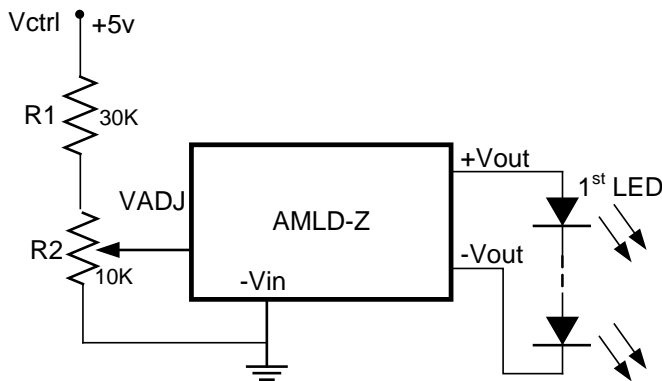 Vctrl
+5v
R1
30K
VADJ
R2
10K
AMLD-Z
-Vin
+Vout
1st LED
-Vout